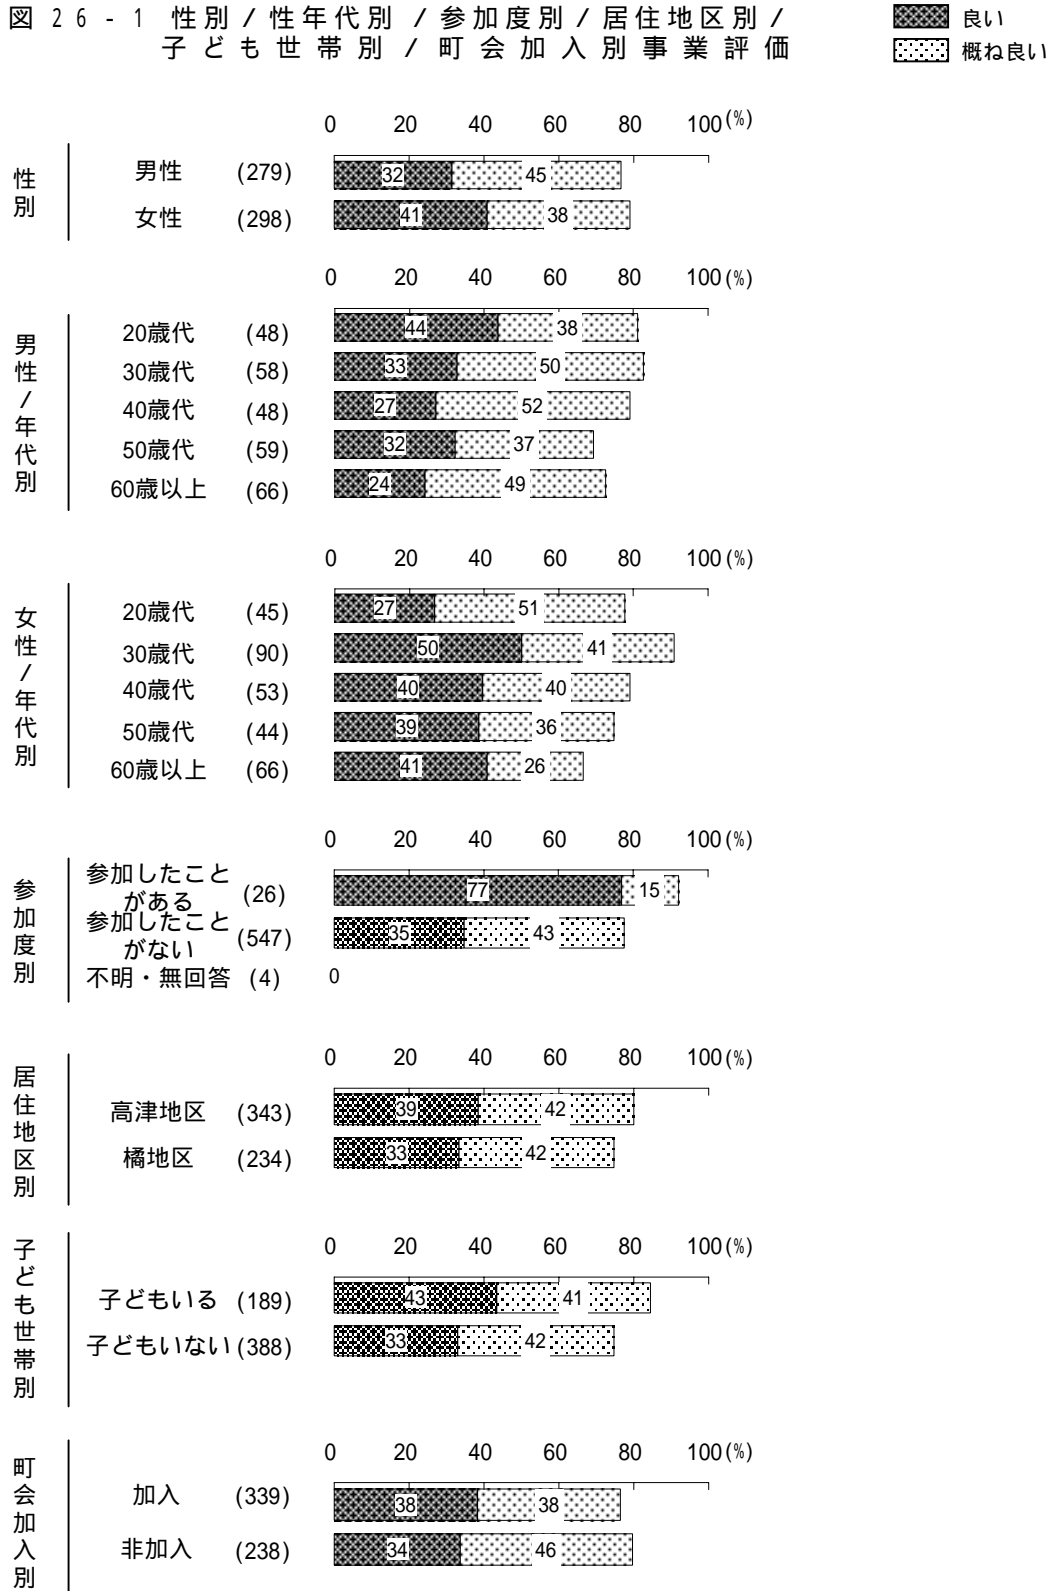 図 26-1 性別/性年代別/参加度別/居住地区別/
子ども世帯別/町会加入別事業評価
良い
概ね良い
0 20 40 60 80 100(%)
性別
男性 (279) 32 45
女性 (298) 41 38
0 20 40 60 80 100(%)
男性/年代別
20歳代 (48) 44 38
30歳代 (58) 33 50
40歳代 (48) 27 52
50歳代 (59) 32 37
60歳以上 (66) 24 49
0 20 40 60 80 100(%)
女性/年代別
20歳代 (45) 27 51
30歳代 (90) 50 41
40歳代 (53) 40 40
50歳代 (44) 39 36
60歳以上 (66) 41 26
0 20 40 60 80 100(%)
参加度別
参加したこと
がある (26) 77 15
参加したこと
がない (547) 35 43
不明・無回答 (4) 0
0 20 40 60 80 100(%)
居住地区別
高津地区 (343) 39 42
橘地区 (234) 33 42
0 20 40 60 80 100(%)
子ども世帯別
子どもいる (189) 43 41
子どもいない (388) 33 42
0 20 40 60 80 100(%)
町会加入別
加入 (339) 38 38
非加入 (238) 34 46